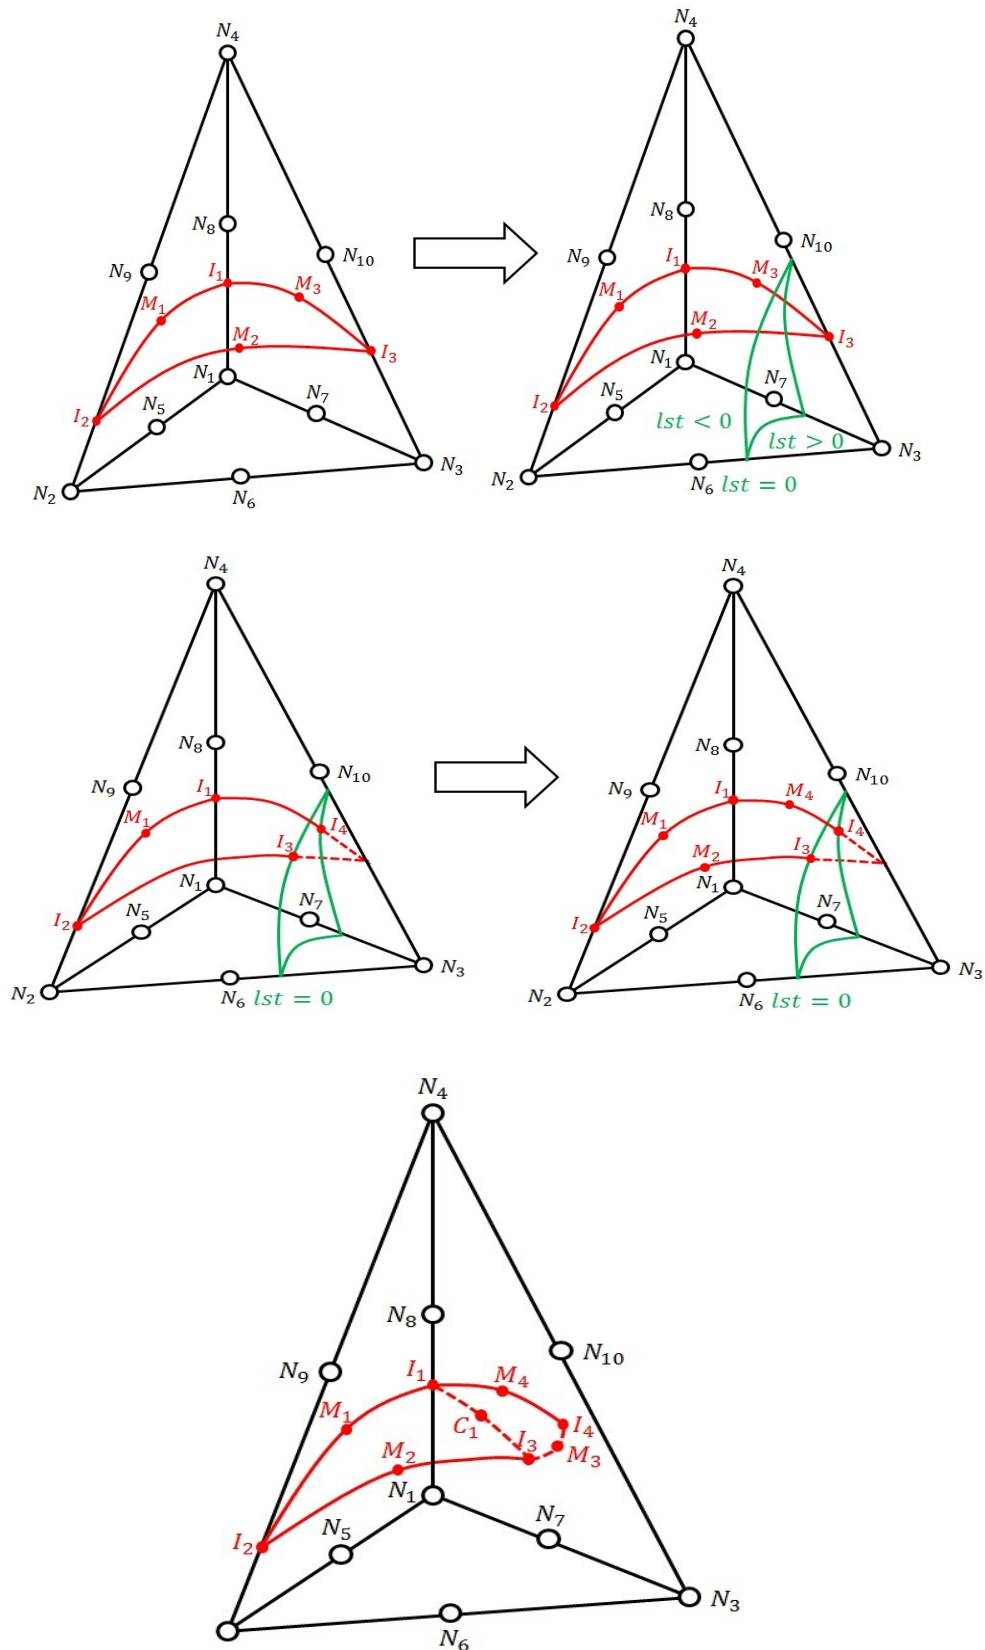 N₄ N₄
N₈ N₈
N₉ N₁₀ N₉ N₁₀
I₁ M₃ I₁ M₃
M₁ M₂ I₃ M₁ M₂ I₃
N₁ N₇ N₁ N₇
I₂ N₅ I₂ N₅ lst < 0 lst > 0
N₂ N₆ N₃ N₂ N₆ lst = 0 N₃
N₄ N₄
N₈ N₈
N₉ N₁₀ N₉ N₁₀
I₁ I₁ M₄
M₁ I₃ I₄ M₁ M₂ I₃ I₄
N₁ N₇ N₁ N₇
I₂ N₅ I₂ N₅
N₂ N₆ lst = 0 N₃ N₂ N₆ lst = 0 N₃
N₄
N₈
N₉ N₁₀
I₁ M₄
M₁ C₁ I₃ I₄
M₂ M₃
N₁
I₂ N₅ N₇
N₃
N₆